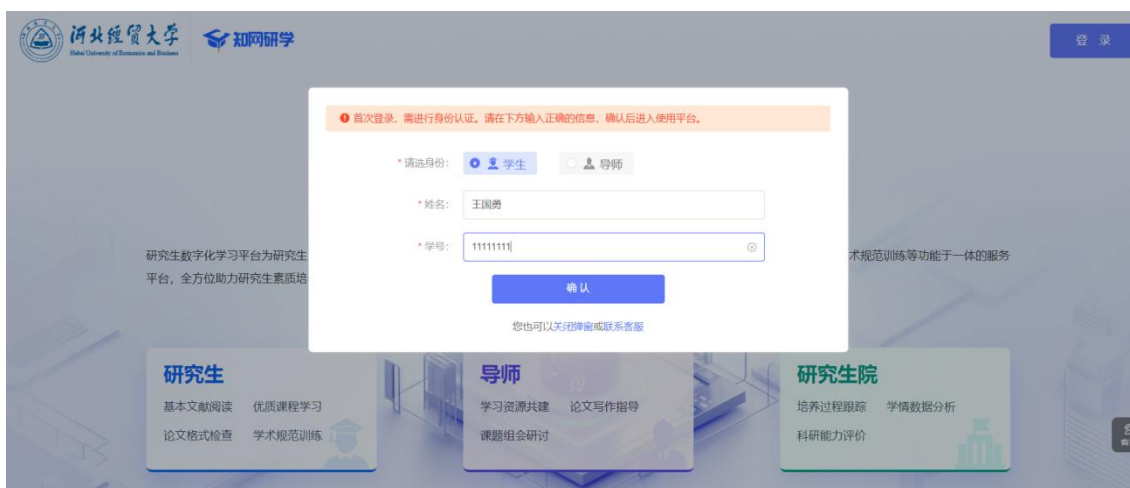 河北经贸大学
Hebei University of Economics and Business
知网研学
登 录
首次登录，需进行身份认证。请在下方输入正确的信息，确认后进入使用平台。
*请选身份： 学生 导师
*姓名： 王国勇
*学号： 11111111
确 认
您也可以关闭弹窗或联系客服
研究生数字化学习平台为研究生
术规范训练等功能于一体的服务
平台，全方位助力研究生素质培
研究生
基本文献阅读 优质课程学习
论文格式检查 学术规范训练
导师
学习资源共建 论文写作指导
课题组会研讨
研究生院
培养过程跟踪 学情数据分析
科研能力评价